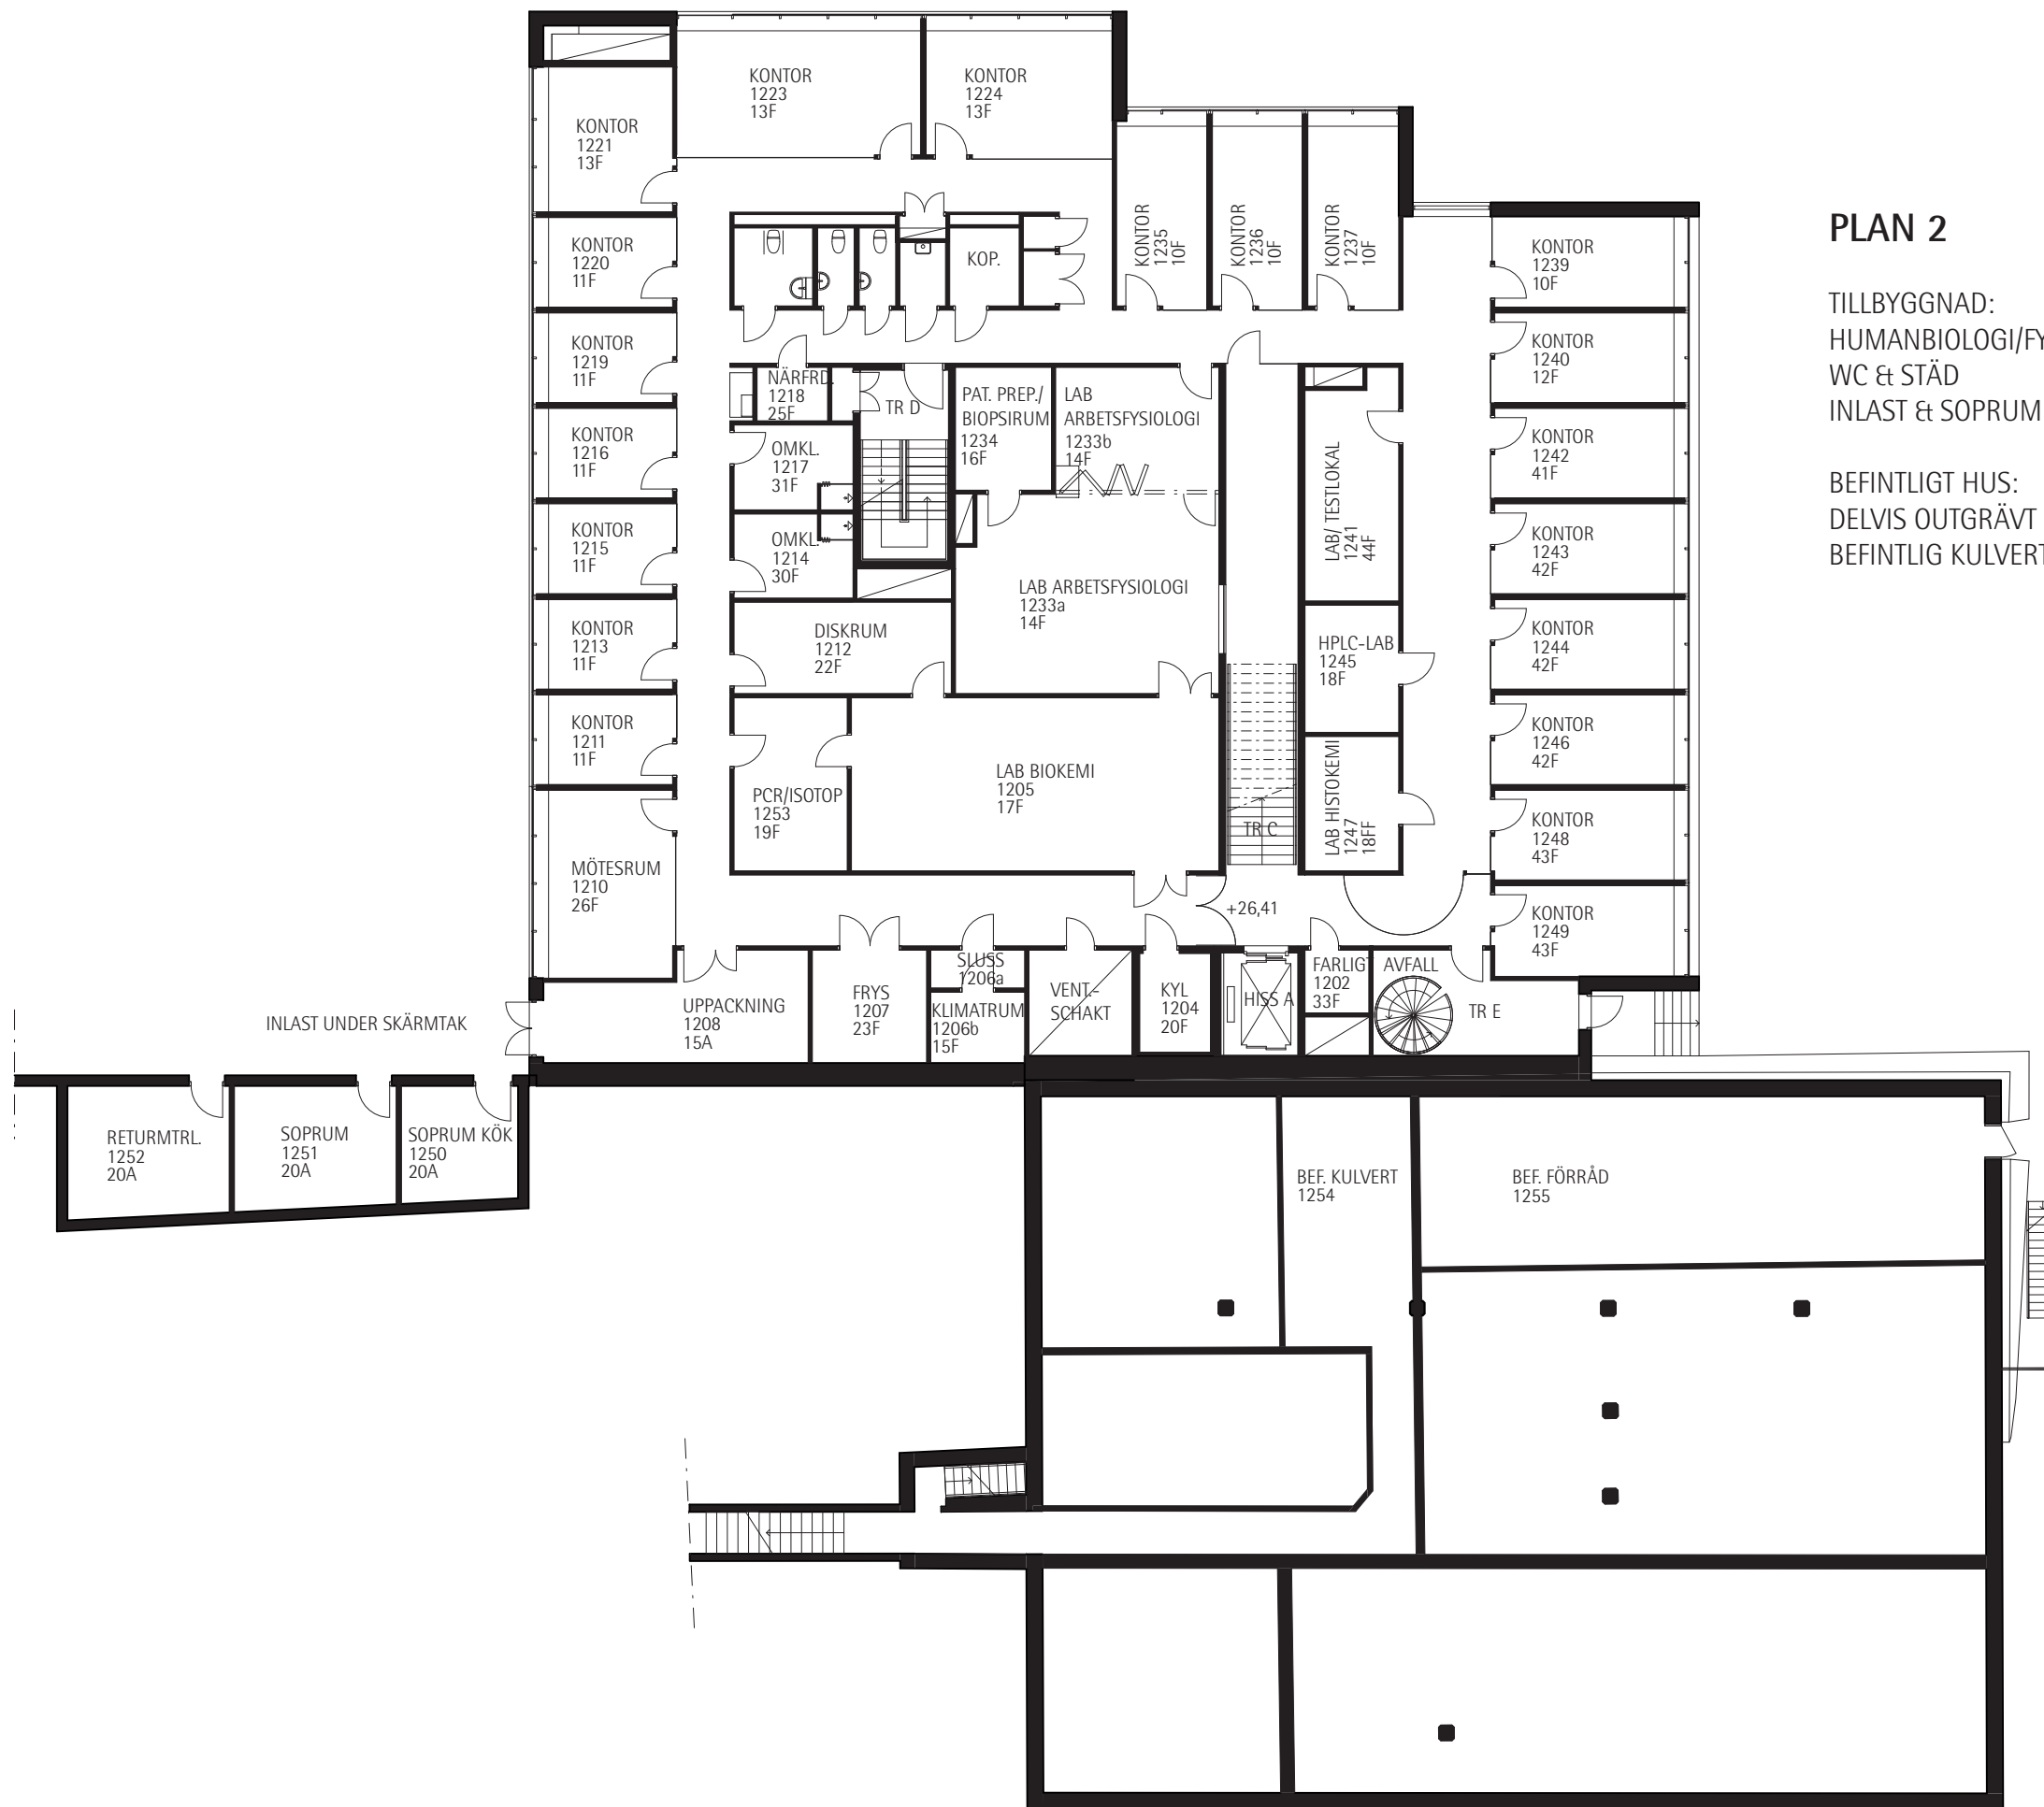 KONTOR
1223
13F
KONTOR
1224
13F
KONTOR
1221
13F
KONTOR
1220
11F
KONTOR
1219
11F
KONTOR
1216
11F
KONTOR
1215
11F
KONTOR
1213
11F
KONTOR
1211
11F
MÖTESRUM
1210
26F
KOP.
KONTOR
1235
10F
KONTOR
1236
10F
KONTOR
1237
10F
KONTOR
1239
10F
KONTOR
1240
12F
KONTOR
1242
41F
KONTOR
1243
42F
KONTOR
1244
42F
KONTOR
1246
42F
KONTOR
1248
43F
KONTOR
1249
43F
PLAN 2
TILLBYGGNAD:
HUMANBIOLOGI/FY
WC & STÄD
INLAST & SOPRUM
BEFINTLIGT HUS:
DELVIS OUTGRÄVT
BEFINTLIG KULVERT
NÄRFRD.
1218
25F
TR D
OMKL.
1217
31F
OMKL.
1214
30F
PAT. PREP./
BIOPSIRUM
1234
16F
LAB
ARBETSFYSIOLOGI
1233b
14F
LAB ARBETSFYSIOLOGI
1233a
14F
DISKRUM
1212
22F
PCR/ISOTOP
1253
19F
LAB BIOKEMI
1205
17F
LAB/ TESTLOKAL
1241
44F
HPLC-LAB
1245
18F
LAB HISTOKEMI
1247
18FF
TR C
+26,41
INLAST UNDER SKÄRMTAK
UPPACKNING
1208
15A
FRYS
1207
23F
SLUSS
1206a
KLIMATRUM
1206b
15F
VENT.-
SCHAKT
KYL
1204
20F
HISS A
FARLIGT AVFALL
1202
33F
TR E
RETURMTRL.
1252
20A
SOPRUM
1251
20A
SOPRUM KÖK
1250
20A
BEF. KULVERT
1254
BEF. FÖRRÅD
1255